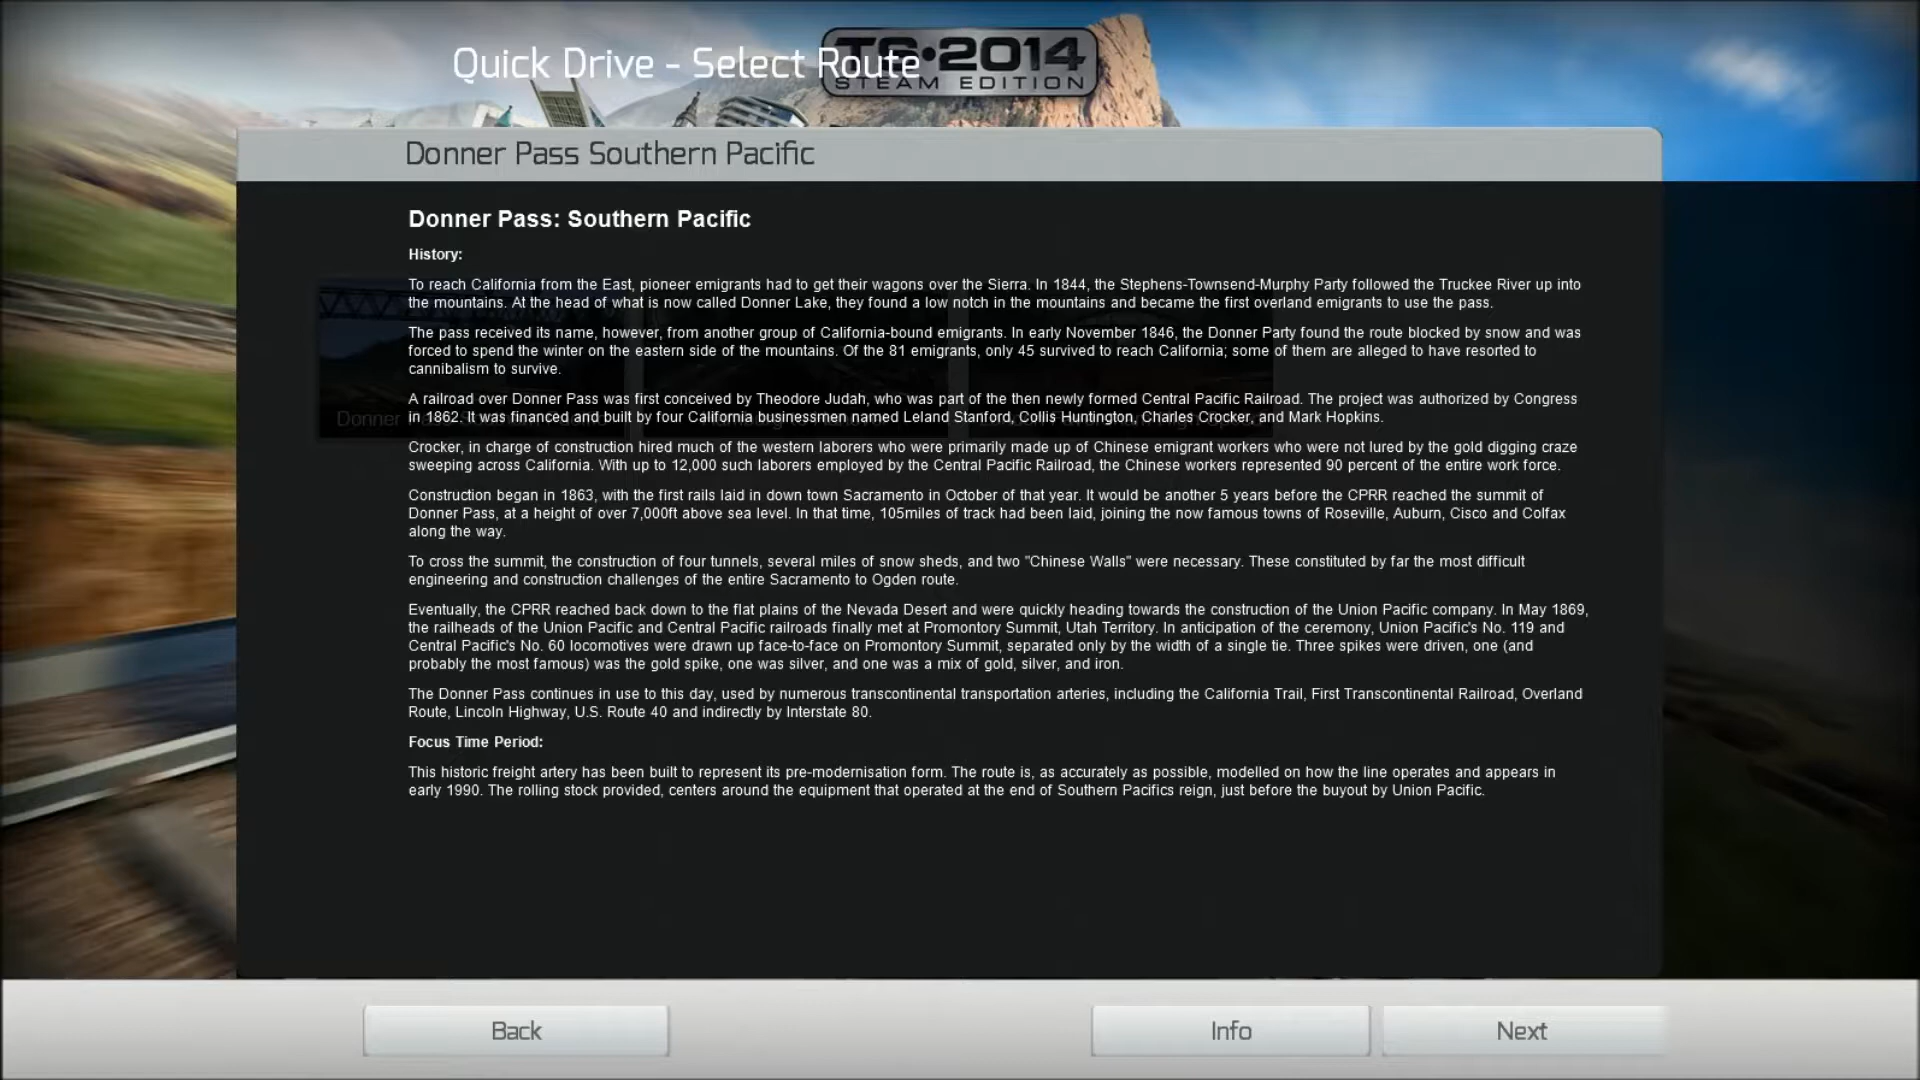 TS•2014
STEAM EDITION
Quick Drive - Select Route
Donner Pass Southern Pacific
Donner Pass: Southern Pacific
History:
To reach California from the East, pioneer emigrants had to get their wagons over the Sierra. In 1844, the Stephens-Townsend-Murphy Party followed the Truckee River up into
the mountains. At the head of what is now called Donner Lake, they found a low notch in the mountains and became the first overland emigrants to use the pass.
The pass received its name, however, from another group of California-bound emigrants. In early November 1846, the Donner Party found the route blocked by snow and was
forced to spend the winter on the eastern side of the mountains. Of the 81 emigrants, only 45 survived to reach California; some of them are alleged to have resorted to
cannibalism to survive.
A railroad over Donner Pass was first conceived by Theodore Judah, who was part of the then newly formed Central Pacific Railroad. The project was authorized by Congress
in 1862. It was financed and built by four California businessmen named Leland Stanford, Collis Huntington, Charles Crocker, and Mark Hopkins.
Donner
Crocker, in charge of construction hired much of the western laborers who were primarily made up of Chinese emigrant workers who were not lured by the gold digging craze
sweeping across California. With up to 12,000 such laborers employed by the Central Pacific Railroad, the Chinese workers represented 90 percent of the entire work force.
Construction began in 1863, with the first rails laid in down town Sacramento in October of that year. It would be another 5 years before the CPRR reached the summit of
Donner Pass, at a height of over 7,000ft above sea level. In that time, 105miles of track had been laid, joining the now famous towns of Roseville, Auburn, Cisco and Colfax
along the way.
To cross the summit, the construction of four tunnels, several miles of snow sheds, and two "Chinese Walls" were necessary. These constituted by far the most difficult
engineering and construction challenges of the entire Sacramento to Ogden route.
Eventually, the CPRR reached back down to the flat plains of the Nevada Desert and were quickly heading towards the construction of the Union Pacific company. In May 1869,
the railheads of the Union Pacific and Central Pacific railroads finally met at Promontory Summit, Utah Territory. In anticipation of the ceremony, Union Pacific's No. 119 and
Central Pacific's No. 60 locomotives were drawn up face-to-face on Promontory Summit, separated only by the width of a single tie. Three spikes were driven, one (and
probably the most famous) was the gold spike, one was silver, and one was a mix of gold, silver, and iron.
The Donner Pass continues in use to this day, used by numerous transcontinental transportation arteries, including the California Trail, First Transcontinental Railroad, Overland
Route, Lincoln Highway, U.S. Route 40 and indirectly by Interstate 80.
Focus Time Period:
This historic freight artery has been built to represent its pre-modernisation form. The route is, as accurately as possible, modelled on how the line operates and appears in
early 1990. The rolling stock provided, centers around the equipment that operated at the end of Southern Pacifics reign, just before the buyout by Union Pacific.
Back
Info
Next